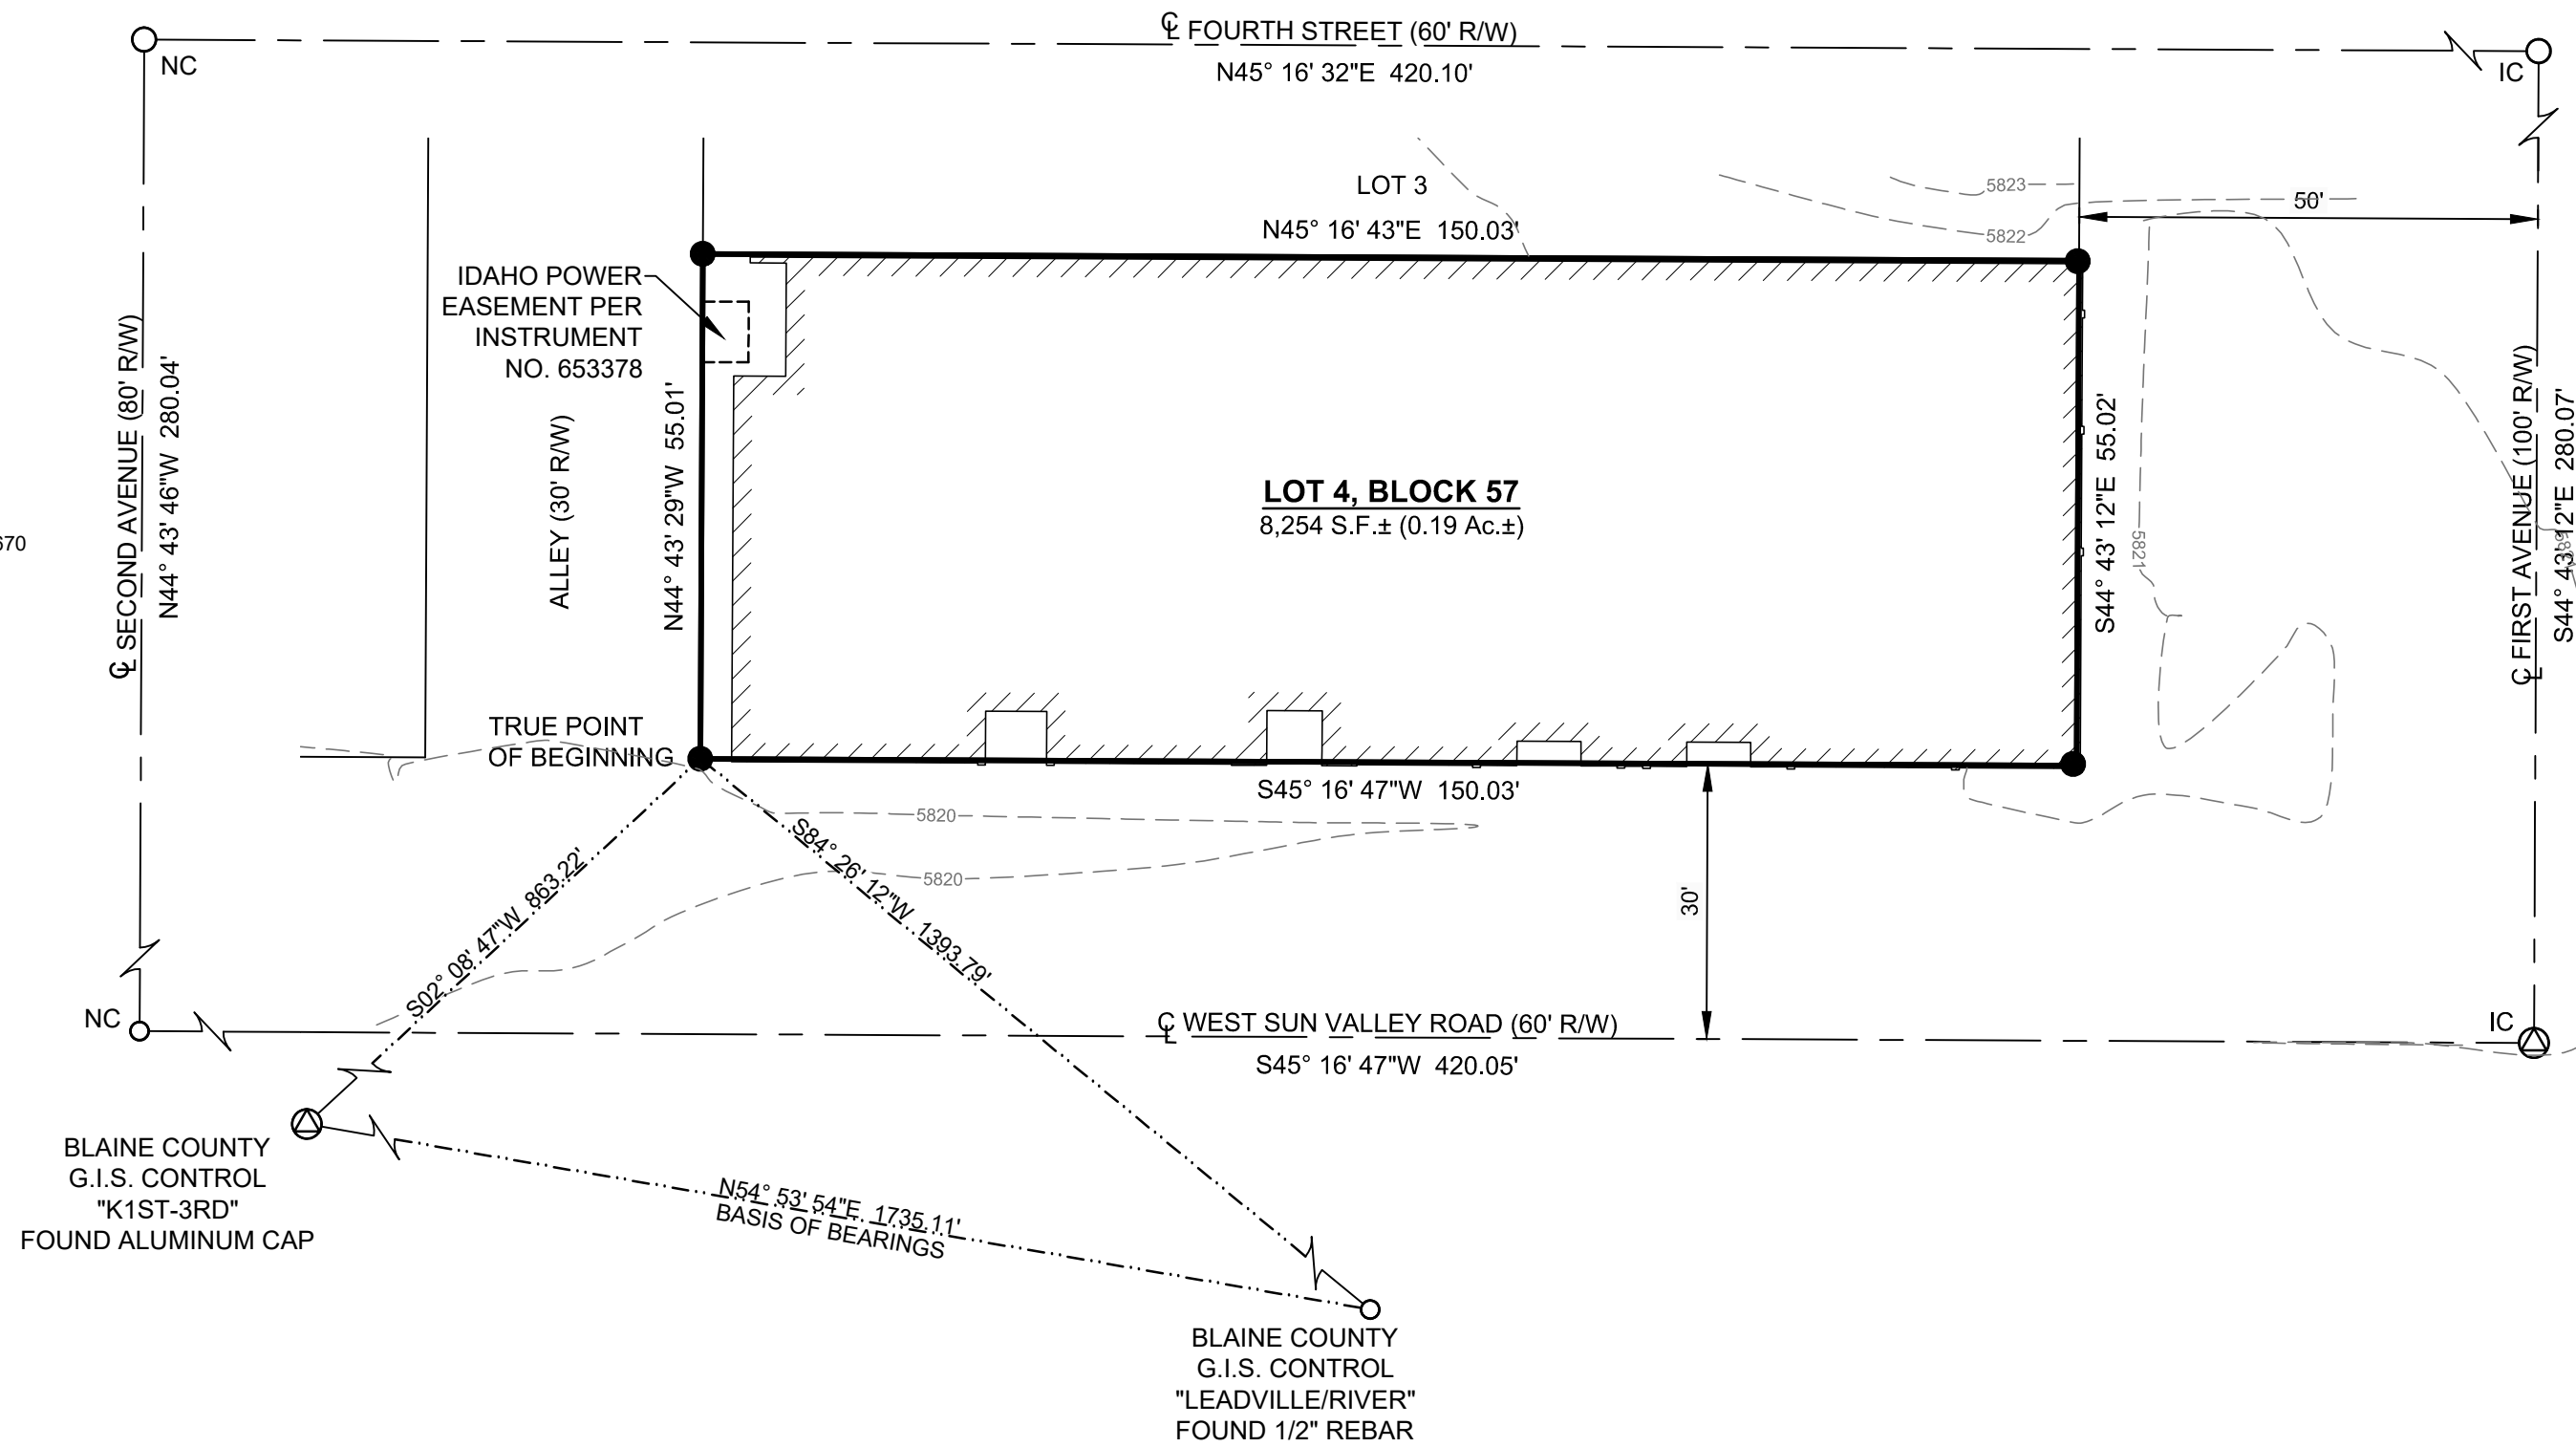 ℄ FOURTH STREET (60' R/W)
N45° 16' 32"E 420.10'
NC
IC
LOT 3
N45° 16' 43"E 150.03'
5823
5822
50'
IDAHO POWER
EASEMENT PER
INSTRUMENT
NO. 653378
℄ SECOND AVENUE (80' R/W)
N44° 43' 46"W 280.04'
ALLEY (30' R/W)
N44° 43' 29"W 55.01'
LOT 4, BLOCK 57
8,254 S.F.± (0.19 Ac.±)
S44° 43' 12"E 55.02'
5821
℄ FIRST AVENUE (100' R/W)
S44° 43' 12"E 280.07'
670
TRUE POINT
OF BEGINNING
S45° 16' 47"W 150.03'
5820
5820
S02° 08' 47"W 863.22'
S84° 26' 12"W 1393.79'
30'
NC
℄ WEST SUN VALLEY ROAD (60' R/W)
S45° 16' 47"W 420.05'
IC
BLAINE COUNTY
G.I.S. CONTROL
"K1ST-3RD"
FOUND ALUMINUM CAP
N54° 53' 54"E 1735.11'
BASIS OF BEARINGS
BLAINE COUNTY
G.I.S. CONTROL
"LEADVILLE/RIVER"
FOUND 1/2" REBAR